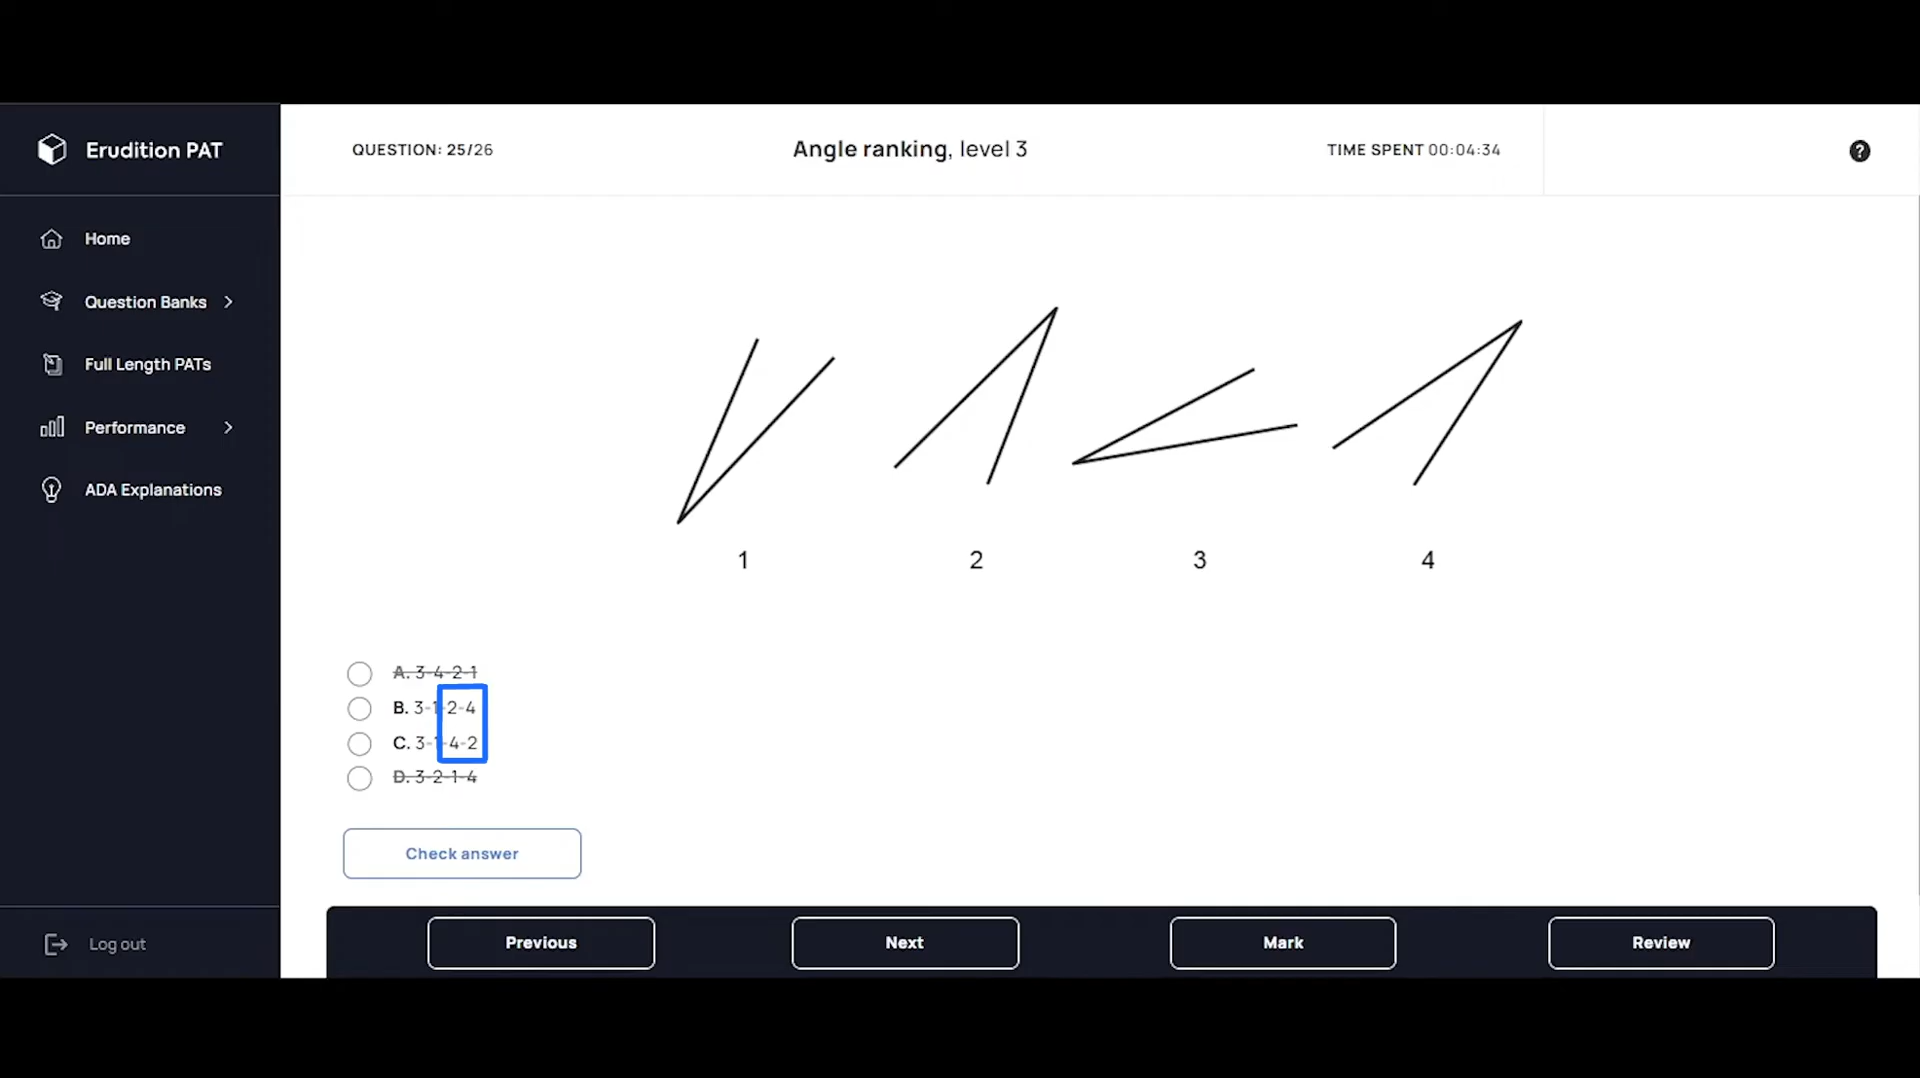 Erudition PAT
QUESTION: 25/26
Angle ranking, level 3
TIME SPENT 00:04:34
?
Home
Question Banks
Full Length PATs
Performance
ADA Explanations
1 2 3 4
A. 3-4-2-1
B. 3-1-2-4
C. 3-1-4-2
D. 3-2-1-4
Check answer
Log out
Previous
Next
Mark
Review